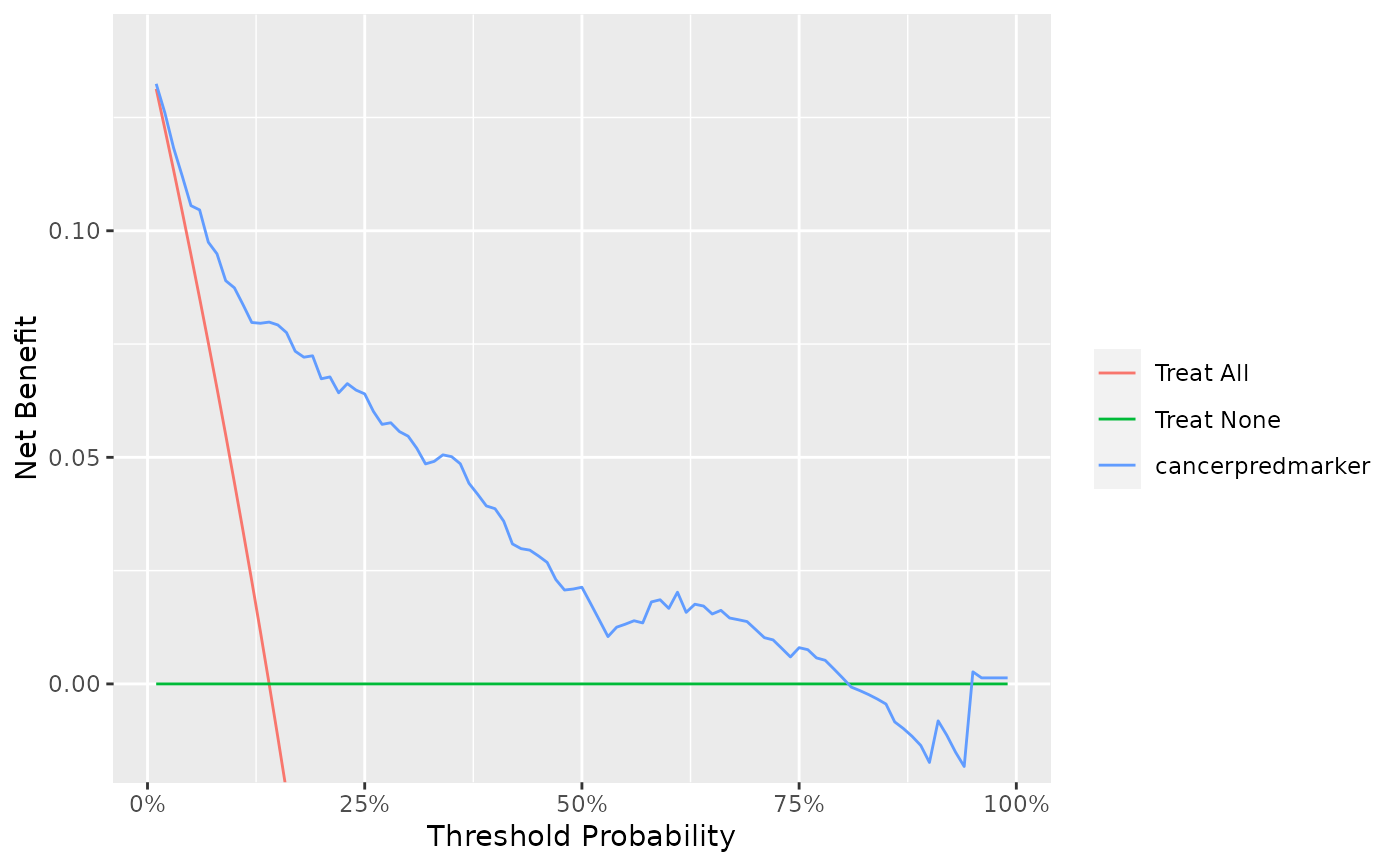 Net Benefit
0.10
0.05
0.00
0%
25%
50%
75%
100%
Threshold Probability
Treat All
Treat None
cancerpredmarker